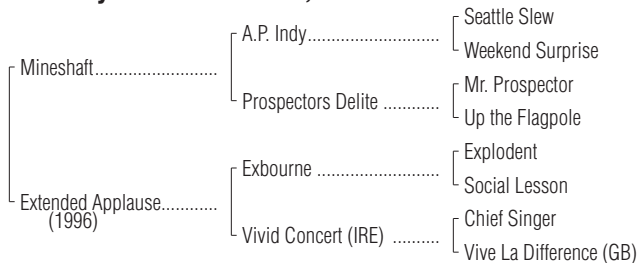 Seattle Slew
A.P. Indy............................
Weekend Surprise
Mineshaft..........................
Mr. Prospector
Prospectors Delite ............
Up the Flagpole
Explodent
Exbourne ..........................
Social Lesson
Extended Applause............
(1996)
Chief Singer
Vivid Concert (IRE) ..........
Vive La Difference (GB)